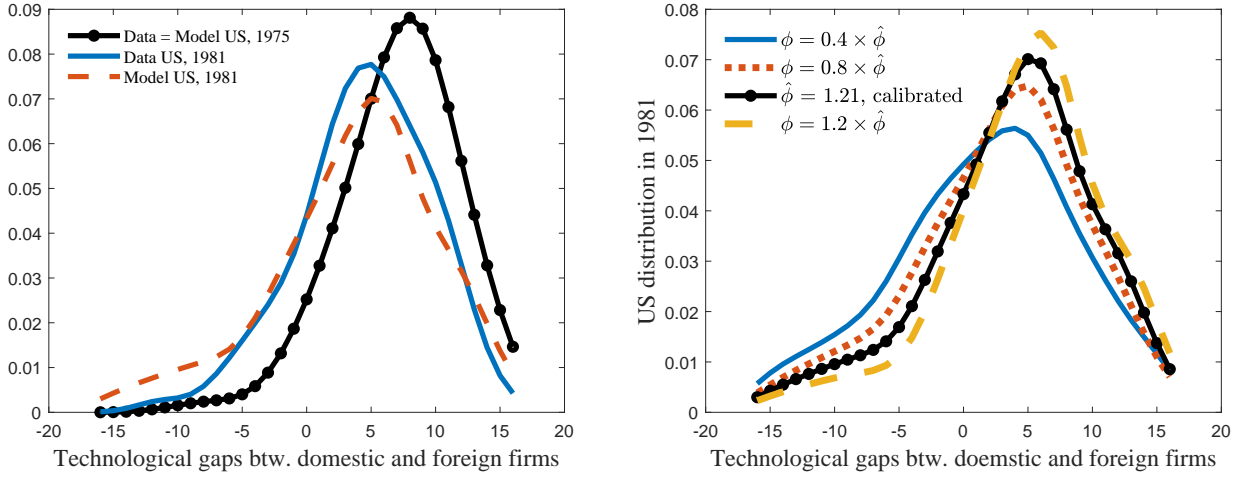 0.09
0.08
0.07
0.06
0.05
0.04
0.03
0.02
0.01
0
-20 -15 -10 -5 0 5 10 15 20
Technological gaps btw. domestic and foreign firms
Data = Model US, 1975
Data US, 1981
Model US, 1981
US distribution in 1981
0.08
0.07
0.06
0.05
0.04
0.03
0.02
0.01
0
-20 -15 -10 -5 0 5 10 15 20
Technological gaps btw. doemstic and foreign firms
ϕ = 0.4 × ϕ̂
ϕ = 0.8 × ϕ̂
ϕ̂ = 1.21, calibrated
ϕ = 1.2 × ϕ̂